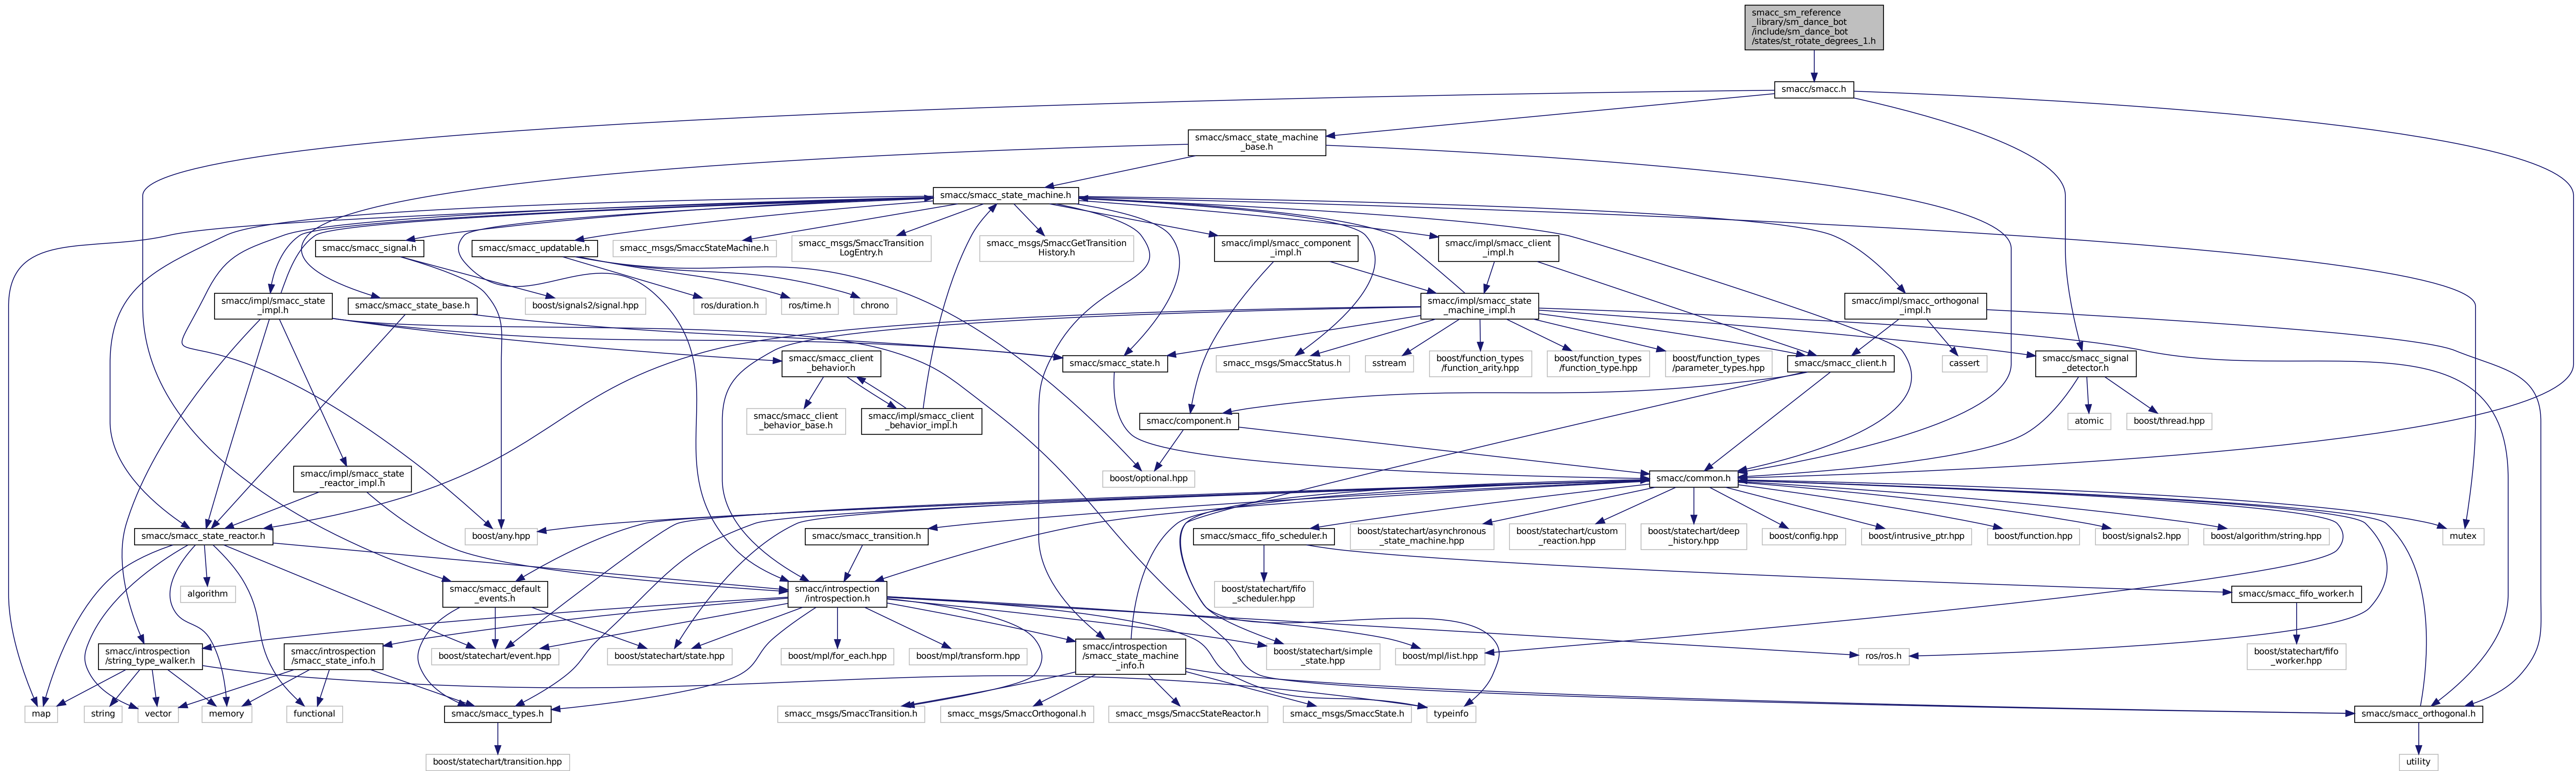 smacc_sm_reference
_library/sm_dance_bot
/include/sm_dance_bot
/states/st_rotate_degrees_1.h
smacc/smacc.h
smacc/smacc_state_machine
_base.h
smacc/smacc_state_machine.h
smacc/smacc_signal.h
smacc/smacc_updatable.h
smacc_msgs/SmaccStateMachine.h
smacc_msgs/SmaccTransition
LogEntry.h
smacc_msgs/SmaccGetTransition
History.h
smacc/impl/smacc_component
_impl.h
smacc/impl/smacc_client
_impl.h
smacc/impl/smacc_state
_impl.h
smacc/smacc_state_base.h
boost/signals2/signal.hpp
ros/duration.h
ros/time.h
chrono
smacc/impl/smacc_state
_machine_impl.h
smacc/impl/smacc_orthogonal
_impl.h
smacc/smacc_client
_behavior.h
smacc/smacc_state.h
smacc_msgs/SmaccStatus.h
sstream
boost/function_types
/function_arity.hpp
boost/function_types
/function_type.hpp
boost/function_types
/parameter_types.hpp
smacc/smacc_client.h
cassert
smacc/smacc_signal
_detector.h
smacc/smacc_client
_behavior_base.h
smacc/impl/smacc_client
_behavior_impl.h
smacc/component.h
atomic
boost/thread.hpp
smacc/impl/smacc_state
_reactor_impl.h
boost/optional.hpp
smacc/common.h
smacc/smacc_state_reactor.h
boost/any.hpp
smacc/smacc_transition.h
smacc/smacc_fifo_scheduler.h
boost/statechart/asynchronous
_state_machine.hpp
boost/statechart/custom
_reaction.hpp
boost/statechart/deep
_history.hpp
boost/config.hpp
boost/intrusive_ptr.hpp
boost/function.hpp
boost/signals2.hpp
boost/algorithm/string.hpp
mutex
algorithm
smacc/smacc_default
_events.h
smacc/introspection
/introspection.h
boost/statechart/fifo
_scheduler.hpp
smacc/smacc_fifo_worker.h
smacc/introspection
/string_type_walker.h
smacc/introspection
/smacc_state_info.h
boost/statechart/event.hpp
boost/statechart/state.hpp
boost/mpl/for_each.hpp
boost/mpl/transform.hpp
smacc/introspection
/smacc_state_machine
_info.h
boost/statechart/simple
_state.hpp
boost/mpl/list.hpp
ros/ros.h
boost/statechart/fifo
_worker.hpp
map
string
vector
memory
functional
smacc/smacc_types.h
smacc_msgs/SmaccTransition.h
smacc_msgs/SmaccOrthogonal.h
smacc_msgs/SmaccStateReactor.h
smacc_msgs/SmaccState.h
typeinfo
smacc/smacc_orthogonal.h
boost/statechart/transition.hpp
utility